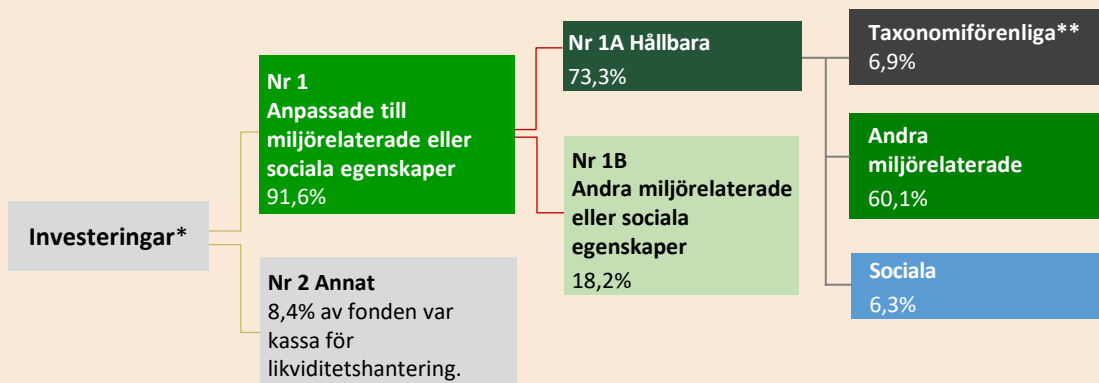 Investeringar*
Nr 1
Anpassade till
miljörelaterade eller
sociala egenskaper
91,6%
Nr 2 Annat
8,4% av fonden var
kassa för
likviditetshantering.
Nr 1A Hållbara
73,3%
Nr 1B
Andra miljörelaterade
eller sociala
egenskaper
18,2%
Taxonomiförenliga**
6,9%
Andra
miljörelaterade
60,1%
Sociala
6,3%